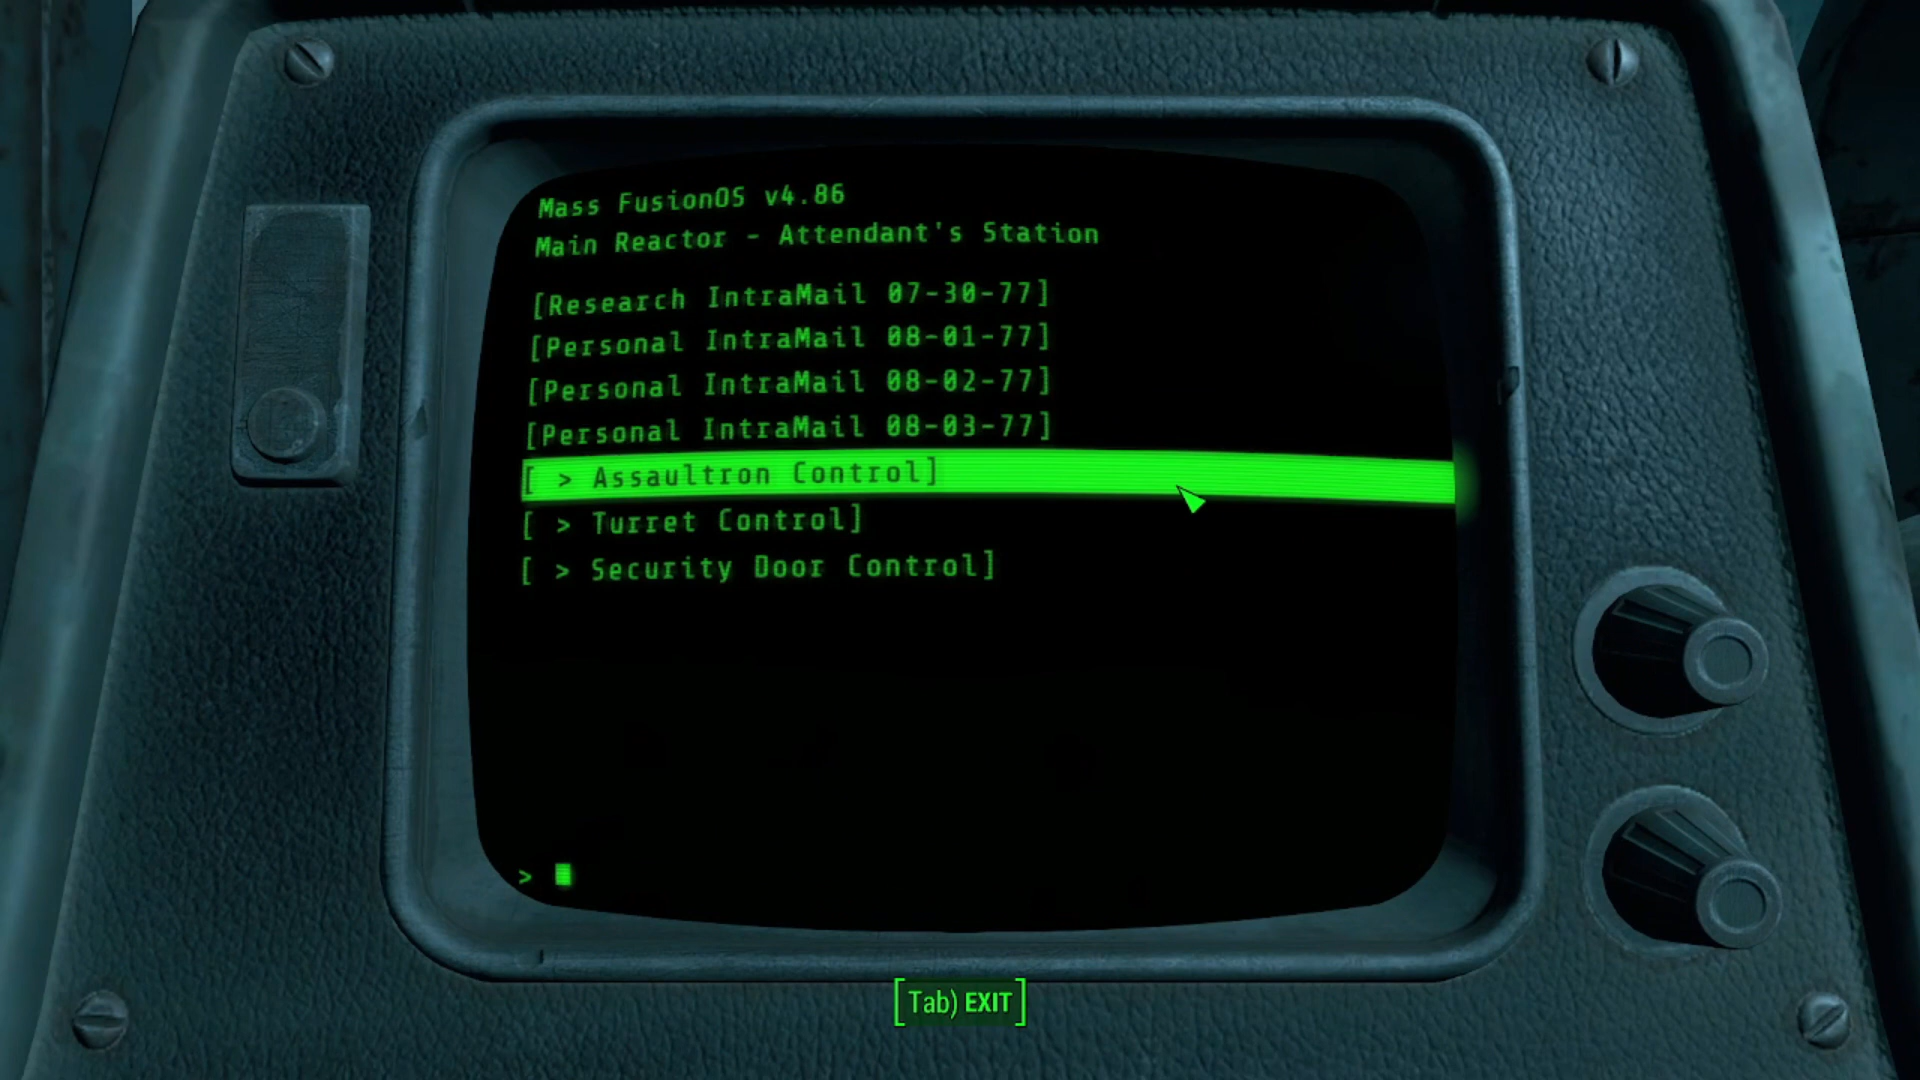 Mass FusionOS v4.86
Main Reactor - Attendant's Station
[Research IntraMail 07-30-77]
[Personal IntraMail 08-01-77]
[Personal IntraMail 08-02-77]
[Personal IntraMail 08-03-77]
[ > Assaultron Control]
[ > Turret Control]
[ > Security Door Control]
>
[Tab) EXIT]